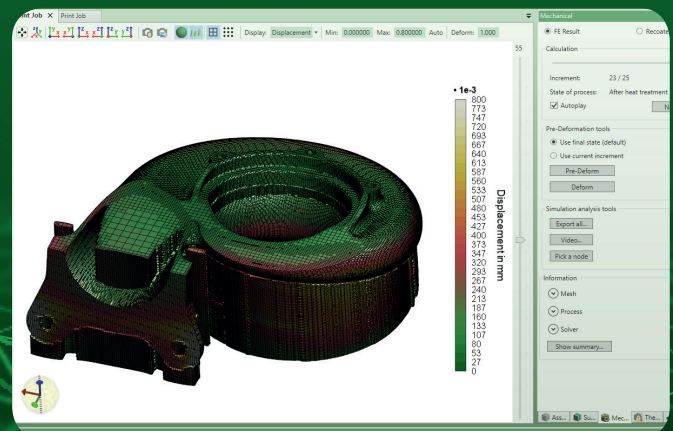 Print Job
Display: Displacement Min: 0.000000 Max: 0.800000 Auto Deform: 1.000
55
• 1e-3
800
773
747
720
693
667
640
613
587
560
533
507
480
453
427
400
373
347
320
293
267
240
213
187
160
133
107
80
53
27
0
Displacement in mm
Mechanical
FE Result
Calculation
Increment: 23 / 25
State of process: After heat treatment
Autoplay
Pre-Deformation tools
Use final state (default)
Use current increment
Pre-Deform
Deform
Simulation analysis tools
Export all...
Video...
Pick a node
Information
Mesh
Process
Solver
Show summary...
Ass... Su... Mec... The...